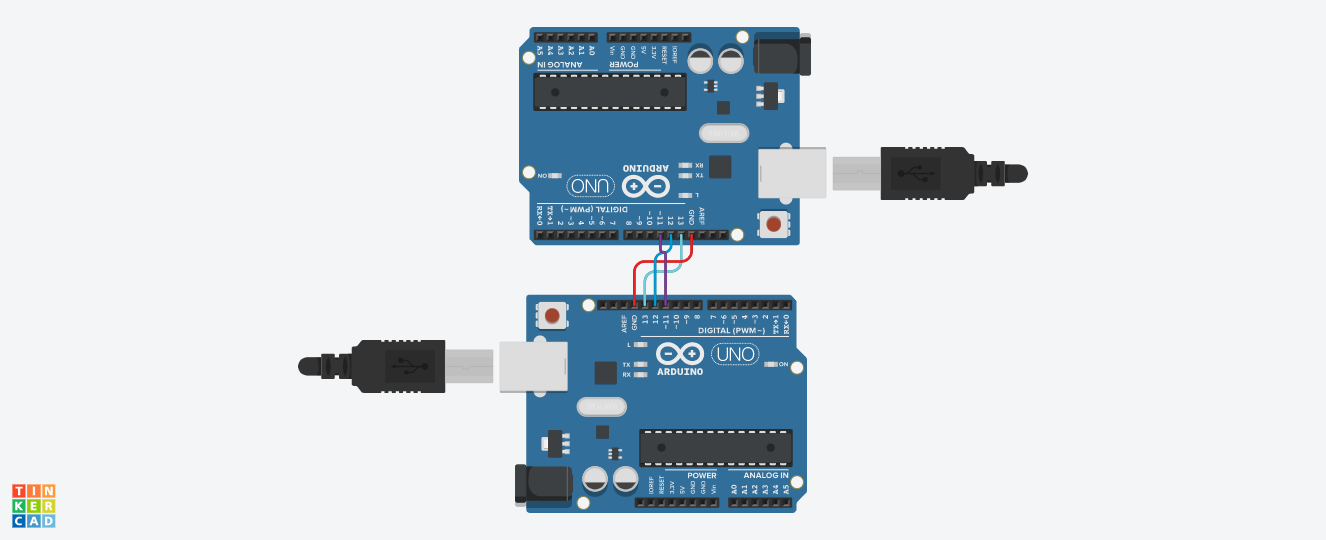 A5 A4 A3 A2 A1 A0 Vin GND GND 5V 3.3V RESET IOREF
ANALOG IN POWER
RX
ARDUINO
TX
ON
UNO
L
DIGITAL (PWM~)
RX←0 TX→1 2 ~3 4 ~5 ~6 7 8 ~9 ~10 ~11 12 13 GND AREF
AREF GND 13 12 ~11 ~10 ~9 8 7 ~6 ~5 4 ~3 2 TX→1 RX←0
DIGITAL (PWM~)
L
UNO
TX
ON
ARDUINO
RX
POWER ANALOG IN
IOREF RESET 3.3V 5V GND GND Vin A0 A1 A2 A3 A4 A5
TIN
KER
CAD